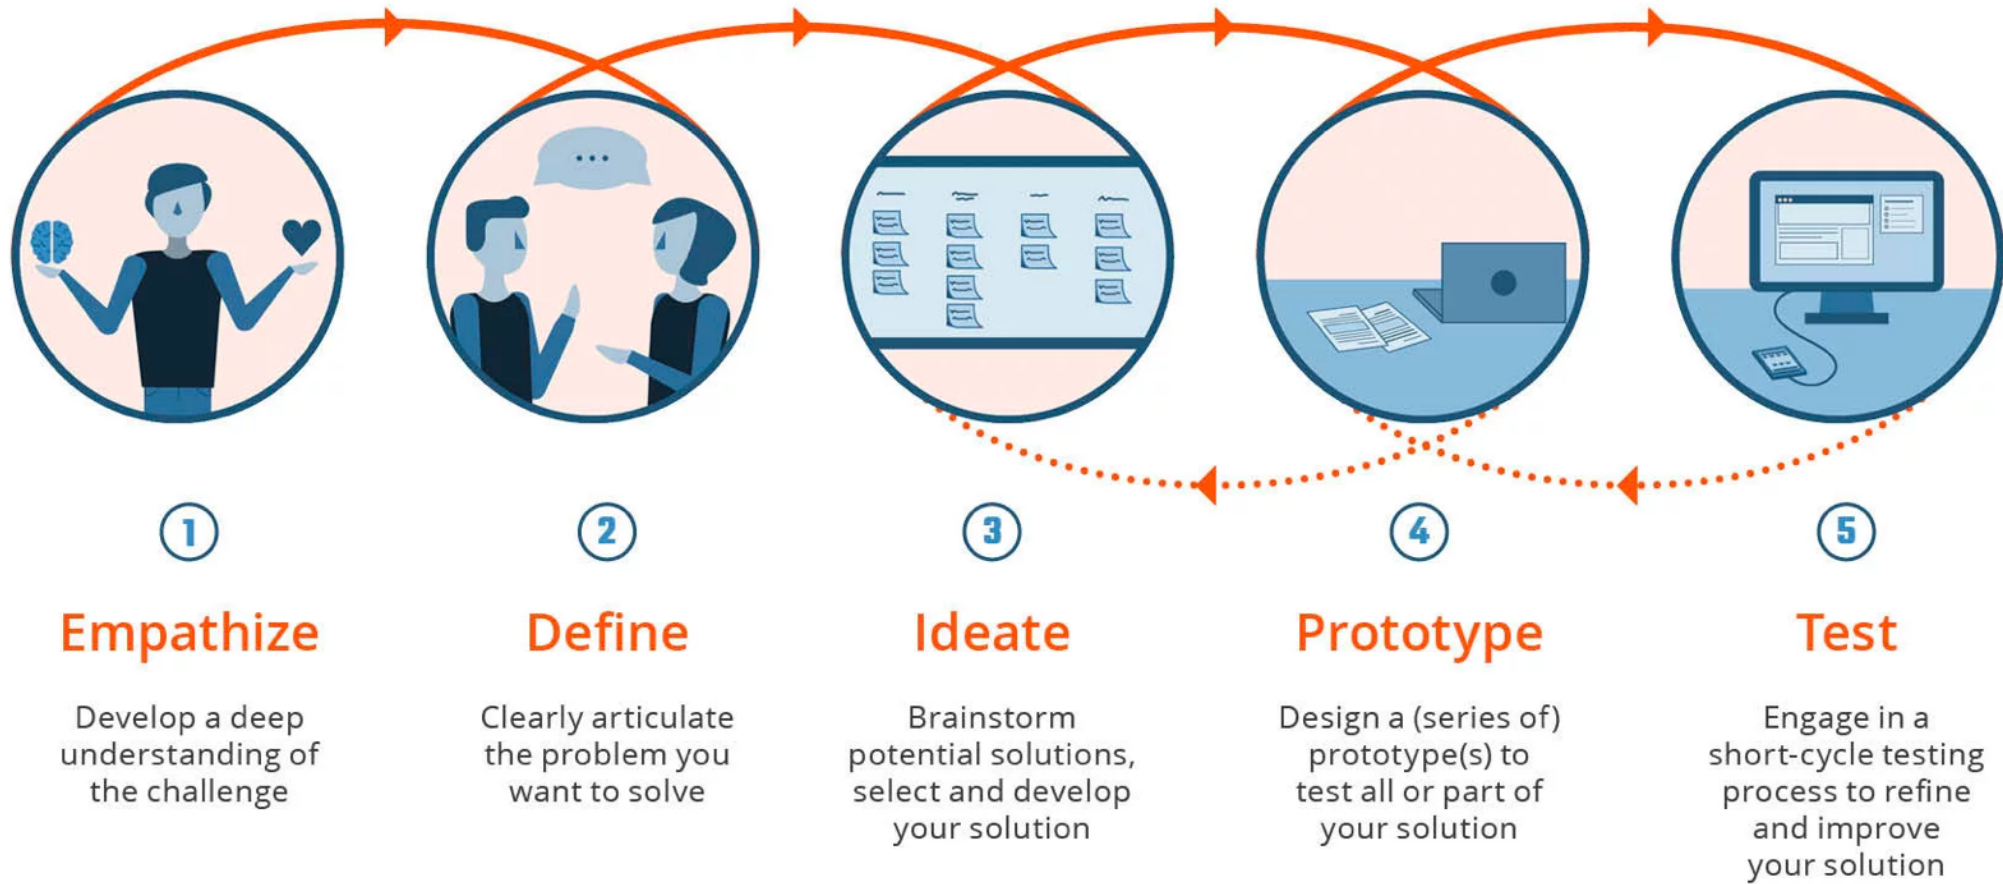 1
Empathize
Develop a deep
understanding of
the challenge
2
Define
Clearly articulate
the problem you
want to solve
3
Ideate
Brainstorm
potential solutions,
select and develop
your solution
4
Prototype
Design a (series of)
prototype(s) to
test all or part of
your solution
5
Test
Engage in a
short-cycle testing
process to refine
and improve
your solution